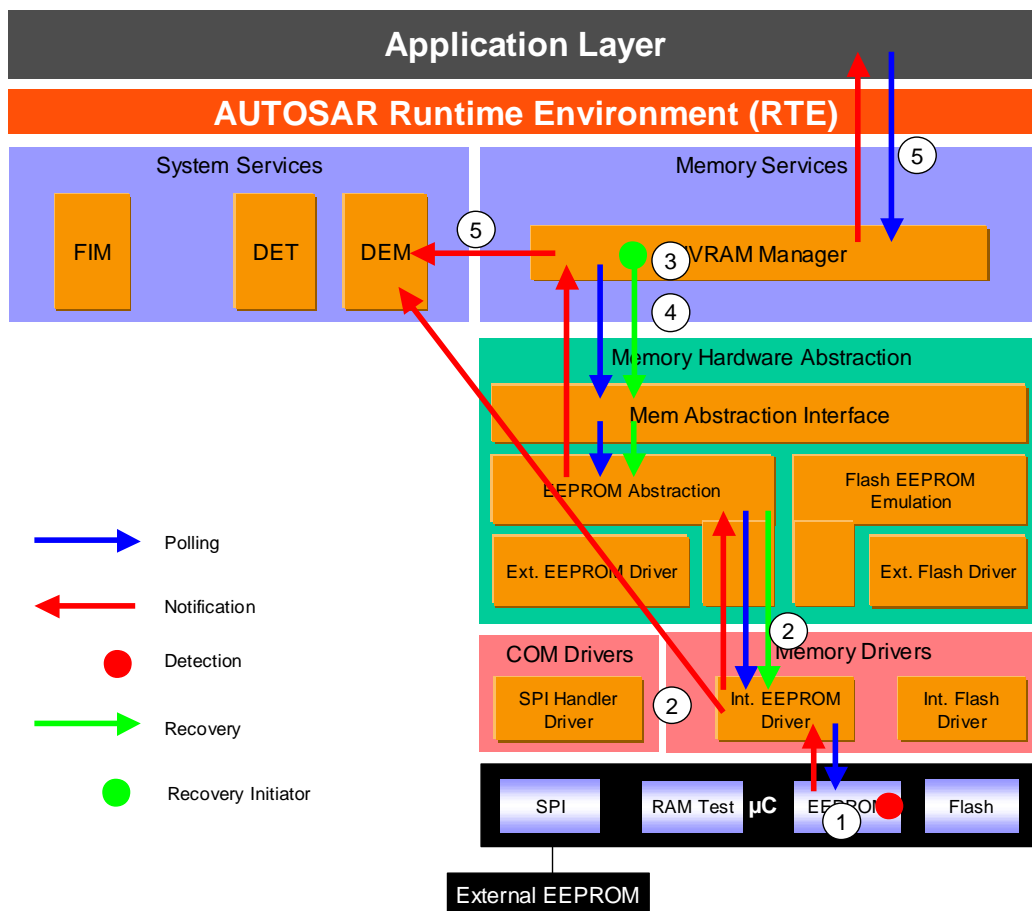 Application Layer
AUTOSAR Runtime Environment (RTE)
System Services
Memory Services
5
5
FIM
DET
DEM
3
VRAM Manager
4
Memory Hardware Abstraction
Mem Abstraction Interface
EEPROM Abstraction
Flash EEPROM
Emulation
Ext. EEPROM Driver
Ext. Flash Driver
Polling
Notification
Detection
Recovery
Recovery Initiator
2
COM Drivers
Memory Drivers
SPI Handler
Driver
2
Int. EEPROM
Driver
Int. Flash
Driver
SPI
RAM Test
µC
EEPROM
1
Flash
External EEPROM